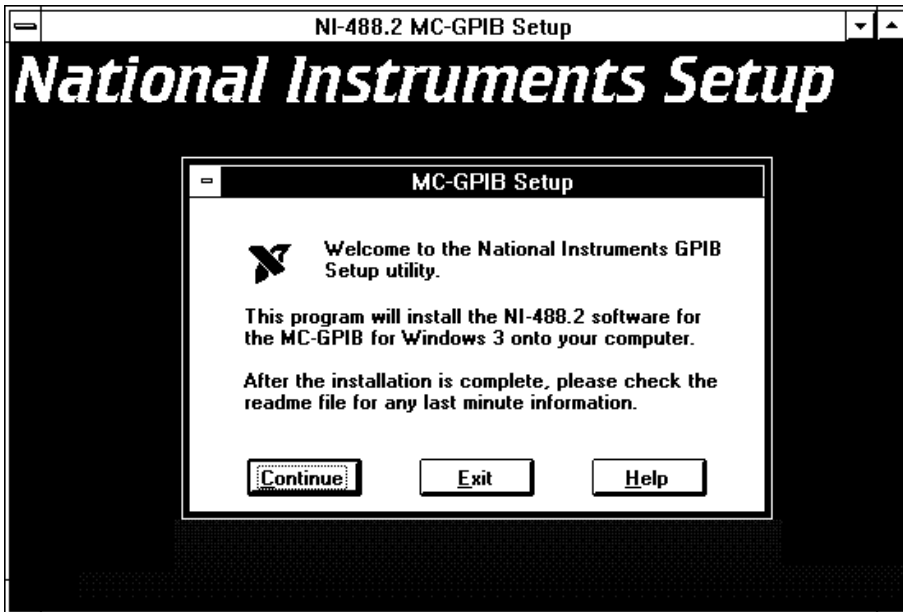 NI-488.2 MC-GPIB Setup
National Instruments Setup
MC-GPIB Setup
Welcome to the National Instruments GPIB
Setup utility.
This program will install the NI-488.2 software for
the MC-GPIB for Windows 3 onto your computer.
After the installation is complete, please check the
readme file for any last minute information.
Continue Exit Help